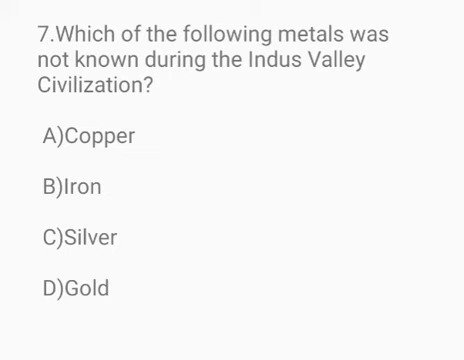 7.Which of the following metals was
not known during the Indus Valley
Civilization?
A)Copper
B)Iron
C)Silver
D)Gold